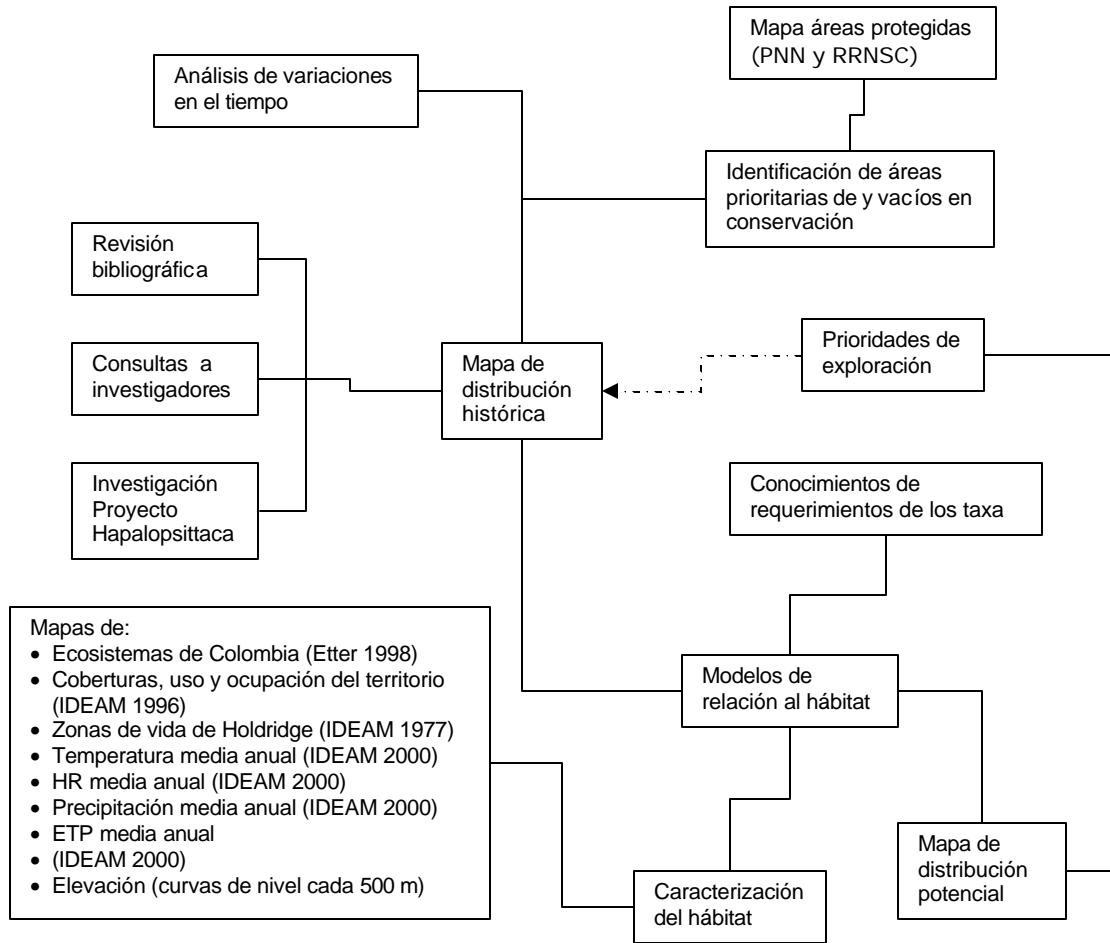 Mapa áreas protegidas
(PNN y RRNSC)
Análisis de variaciones
en el tiempo
Identificación de áreas
prioritarias de y vacíos en
conservación
Revisión
bibliográfica
Consultas a
investigadores
Investigación
Proyecto
Hapalopsittaca
Mapa de
distribución
histórica
Prioridades de
exploración
Conocimientos de
requerimientos de los taxa
Mapas de:
• Ecosistemas de Colombia (Etter 1998)
• Coberturas, uso y ocupación del territorio
(IDEAM 1996)
• Zonas de vida de Holdridge (IDEAM 1977)
• Temperatura media anual (IDEAM 2000)
• HR media anual (IDEAM 2000)
• Precipitación media anual (IDEAM 2000)
• ETP media anual
• (IDEAM 2000)
• Elevación (curvas de nivel cada 500 m)
Modelos de
relación al hábitat
Caracterización
del hábitat
Mapa de
distribución
potencial